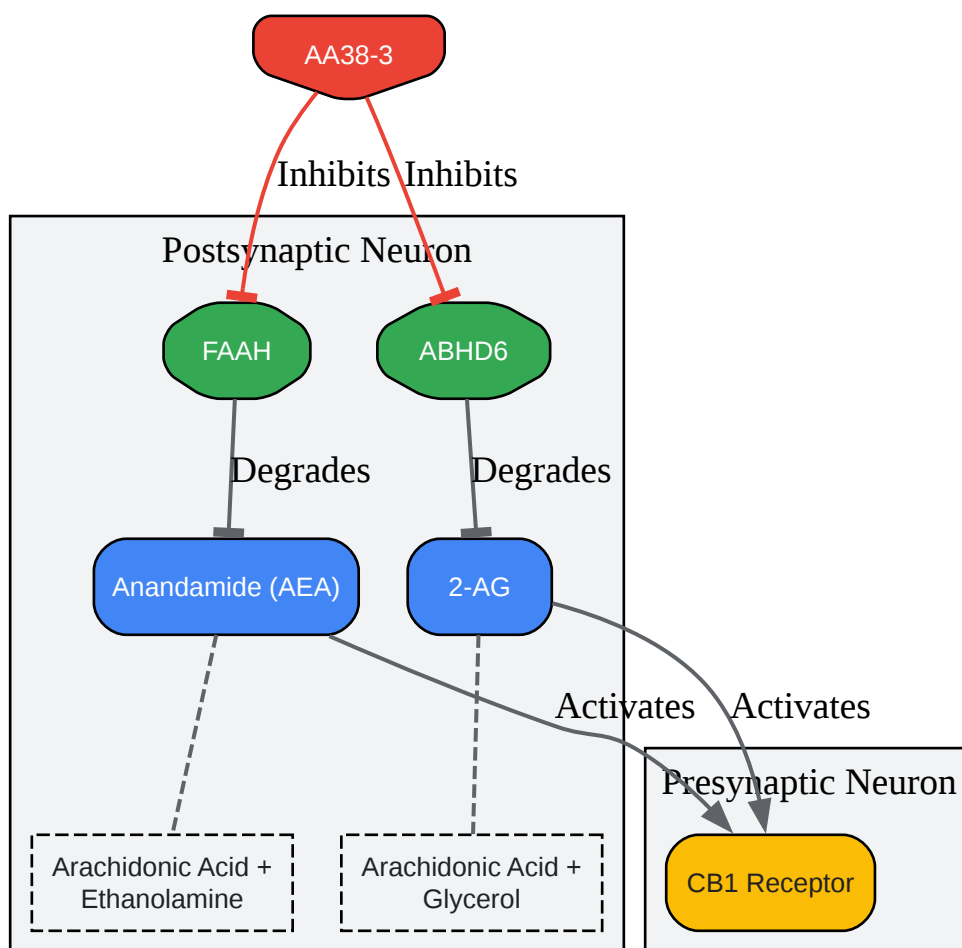 AA38-3
Inhibits Inhibits
Postsynaptic Neuron
FAAH
ABHD6
Degrades
Degrades
Anandamide (AEA)
2-AG
Activates
Activates
Presynaptic Neuron
Arachidonic Acid +
Ethanolamine
Arachidonic Acid +
Glycerol
CB1 Receptor